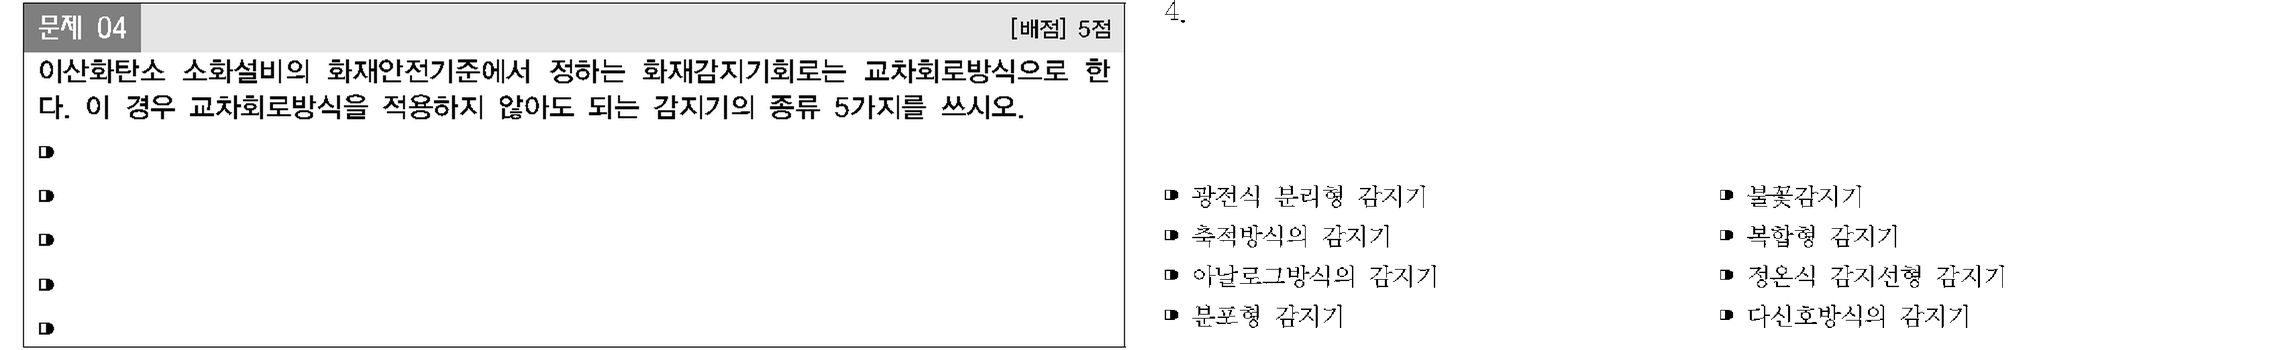 문제 04
[배점] 5점
이산화탄소 소화설비의 화재안전기준에서 정하는 화재감지기회로는 교차회로방식으로 한
다. 이 경우 교차회로방식을 적용하지 않아도 되는 감지기의 종류 5가지를 쓰시오.
4.
광전식 분리형 감지기
불꽃감지기
축적방식의 감지기
복합형 감지기
아날로그방식의 감지기
정온식 감지선형 감지기
분포형 감지기
다신호방식의 감지기